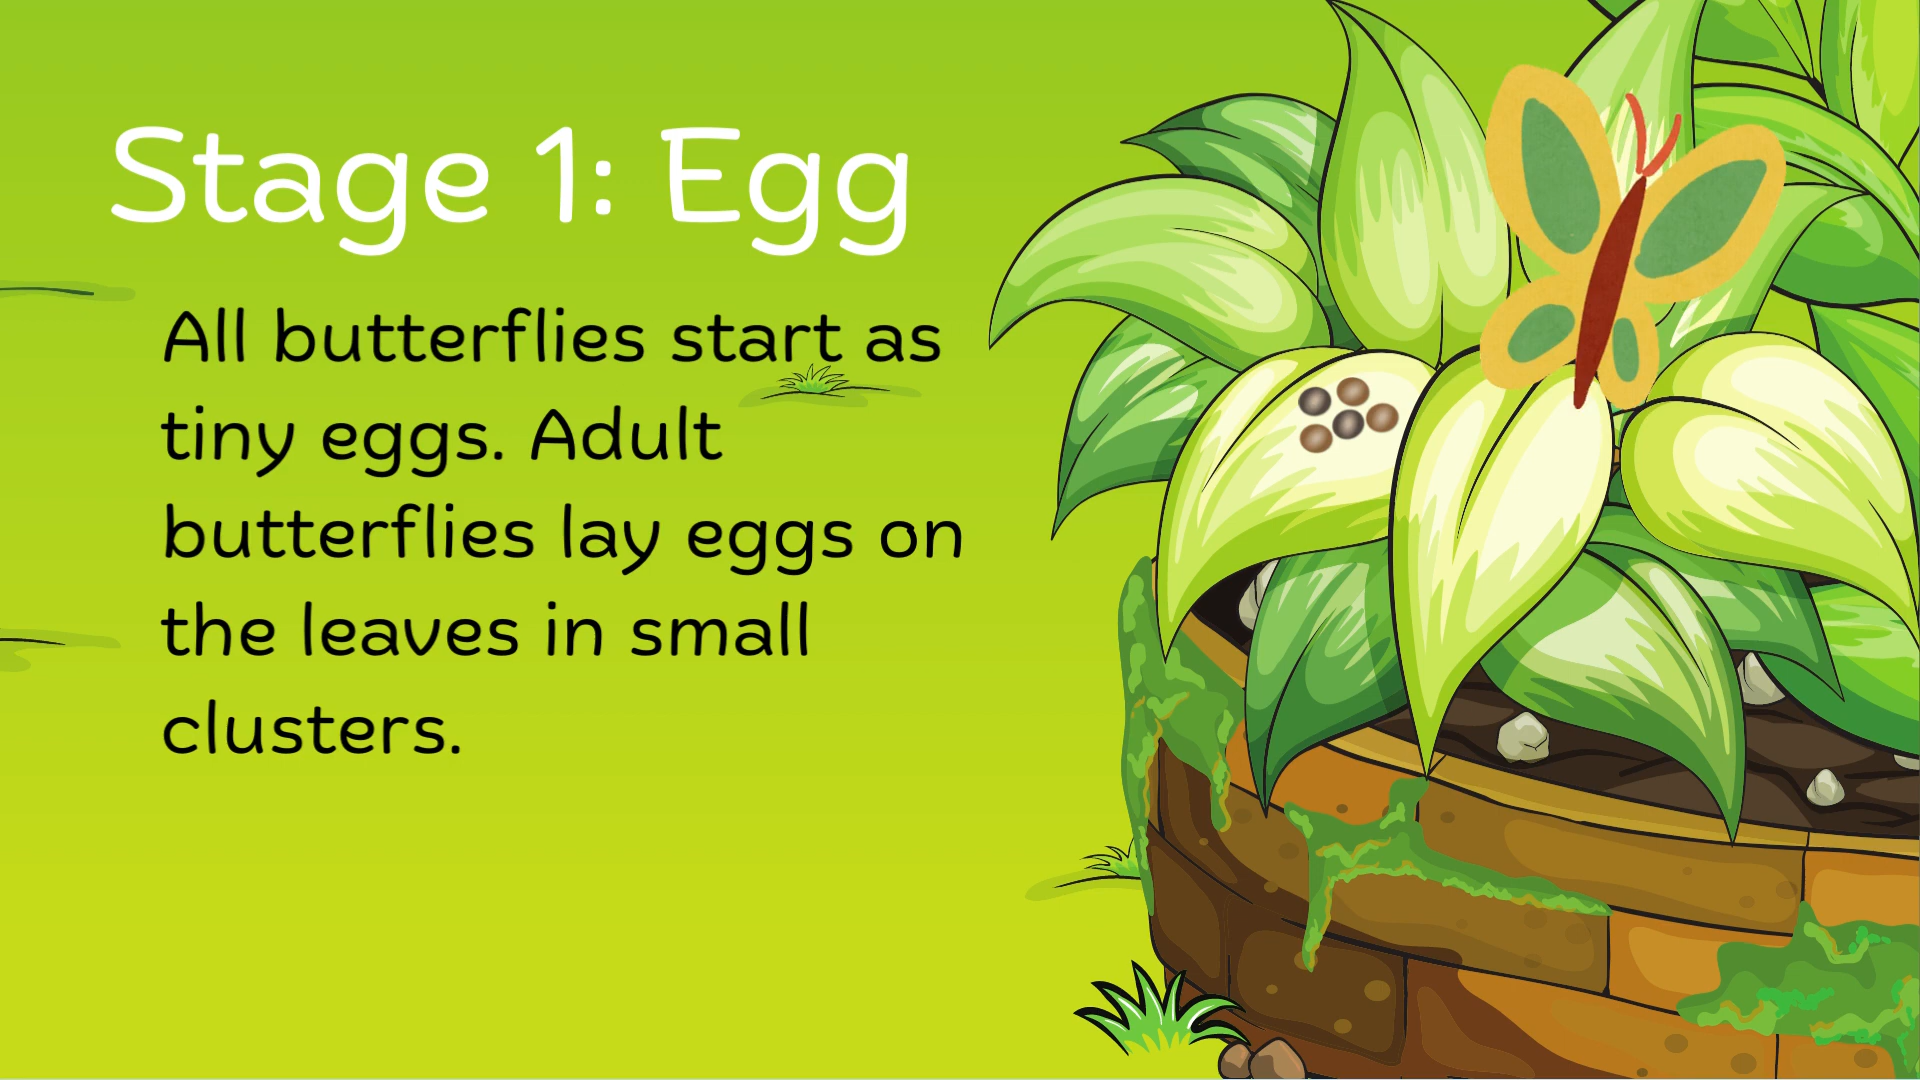 Stage 1: Egg
All butterflies start as
tiny eggs. Adult
butterflies lay eggs on
the leaves in small
clusters.